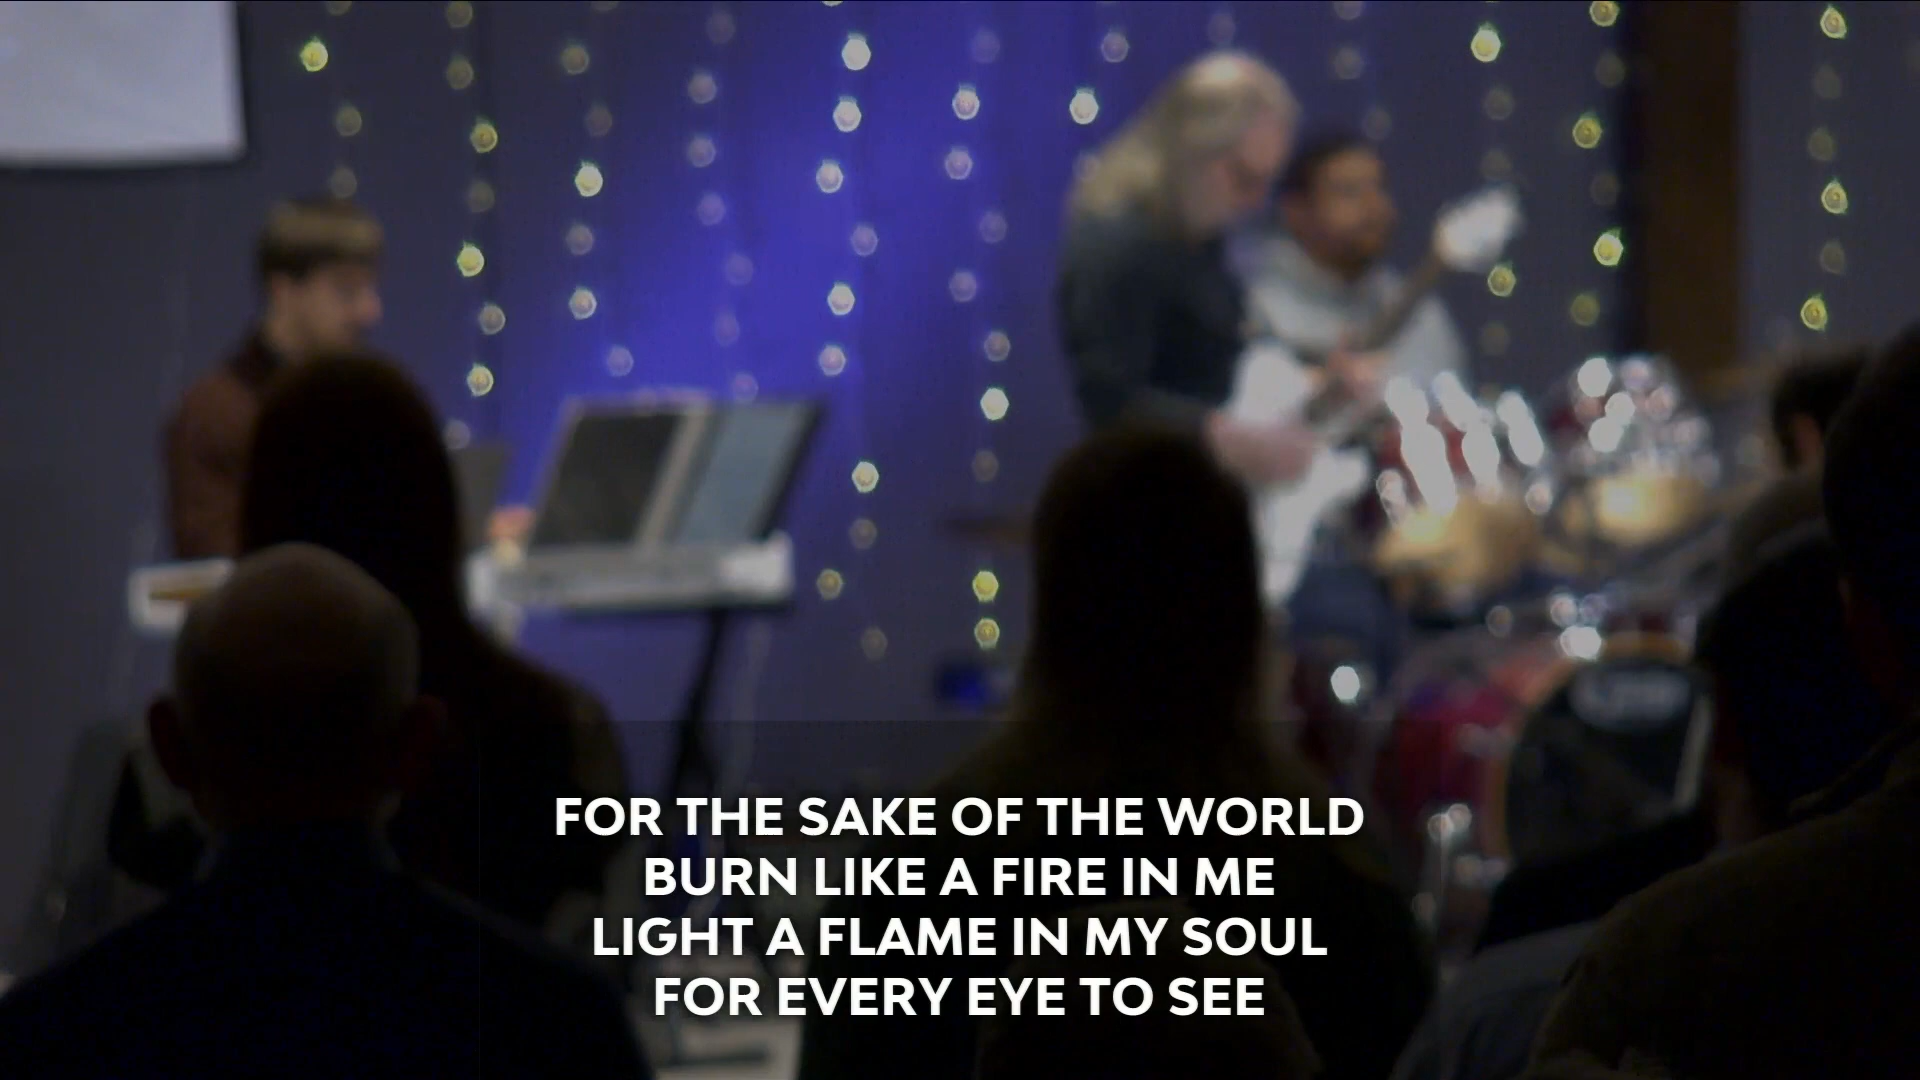 FOR THE SAKE OF THE WORLD
BURN LIKE A FIRE IN ME
LIGHT A FLAME IN MY SOUL
FOR EVERY EYE TO SEE